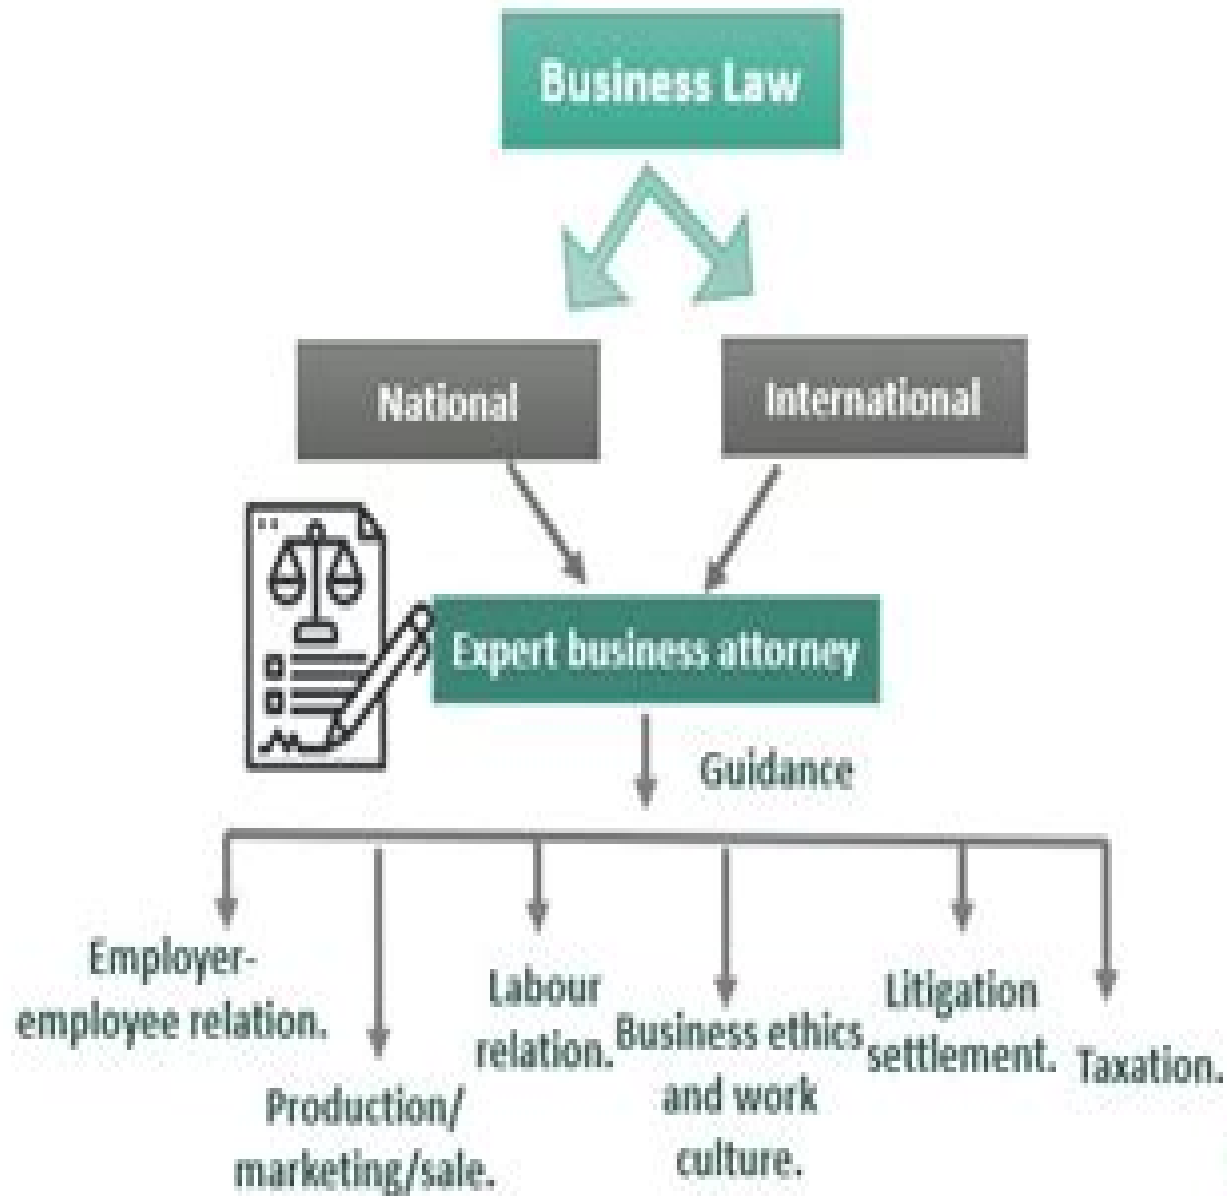 Business Law
National
International
Expert business attorney
Guidance
Employer-
employee relation.
Production/
marketing/sale.
Labour
relation.
Business ethics
and work
culture.
Litigation
settlement.
Taxation.